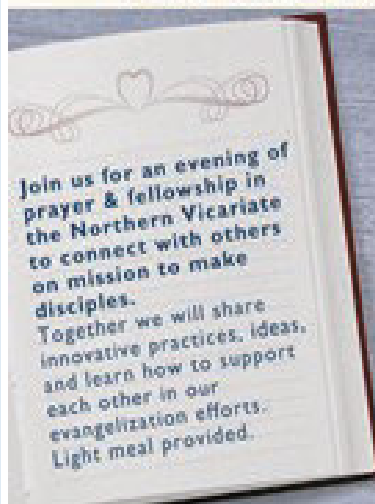 Join us for an evening of
prayer & fellowship in
the Northern Vicariate
to connect with others
on mission to make
disciples.
Together we will share
innovative practices, ideas,
and learn how to support
each other in our
evangelization efforts.
Light meal provided.